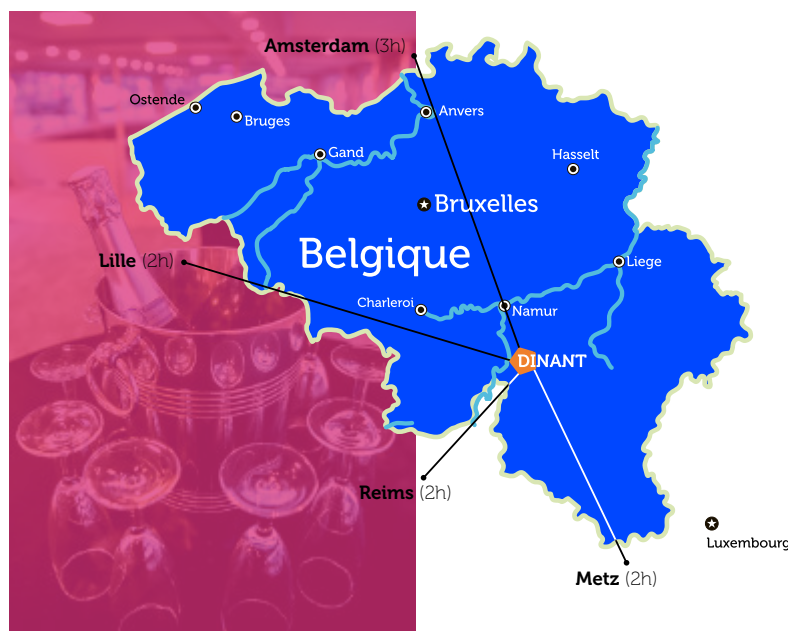 Amsterdam (3h)
Ostende
Bruges
Anvers
Gand
Hasselt
Bruxelles
Belgique
Lille (2h)
Liege
Charleroi
Namur
DINANT
Reims (2h)
Luxembourg
Metz (2h)